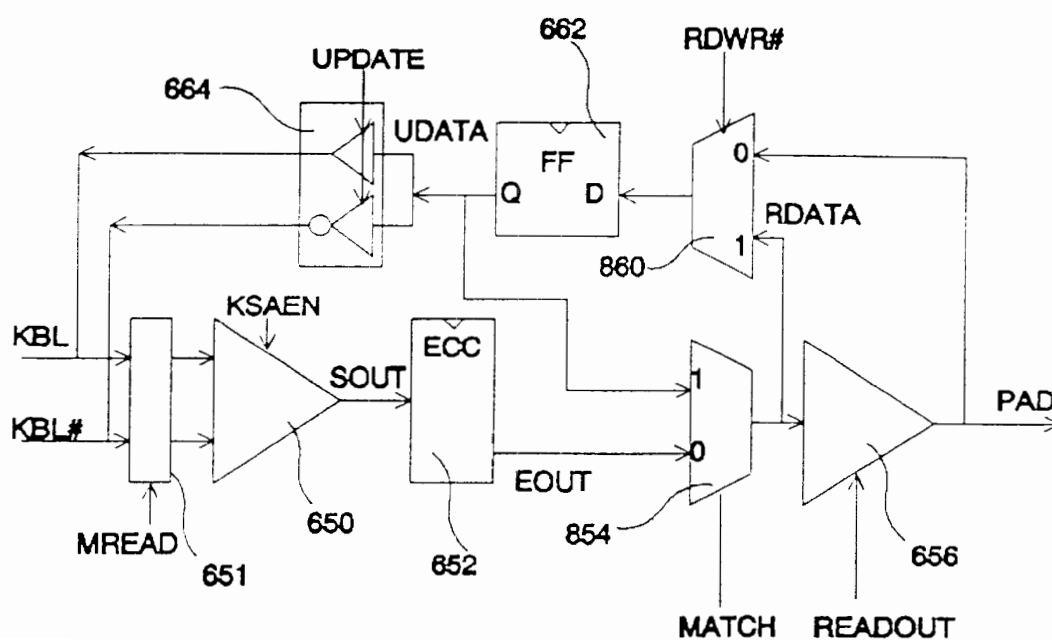 662
RDWR#
UPDATE
664
UDATA
0
FF
Q
D
RDATA
860
1
KBL
KSAEN
ECC
SOUT
1
PAD
KBL#
0
EOUT
650
854
MREAD
651
652
656
MATCH
READOUT